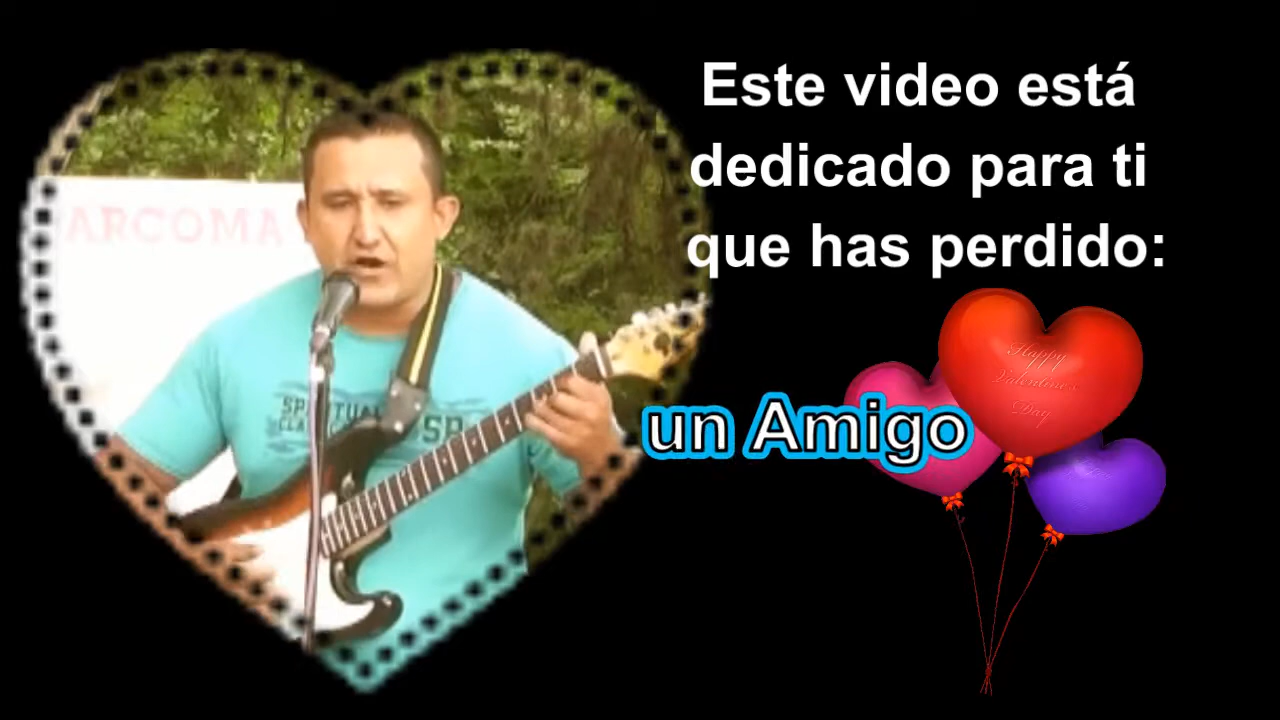 Este video está
dedicado para ti
que has perdido:
ARCOMA
Happy
Valentine's
Day
un Amigo
SPIRITUAL